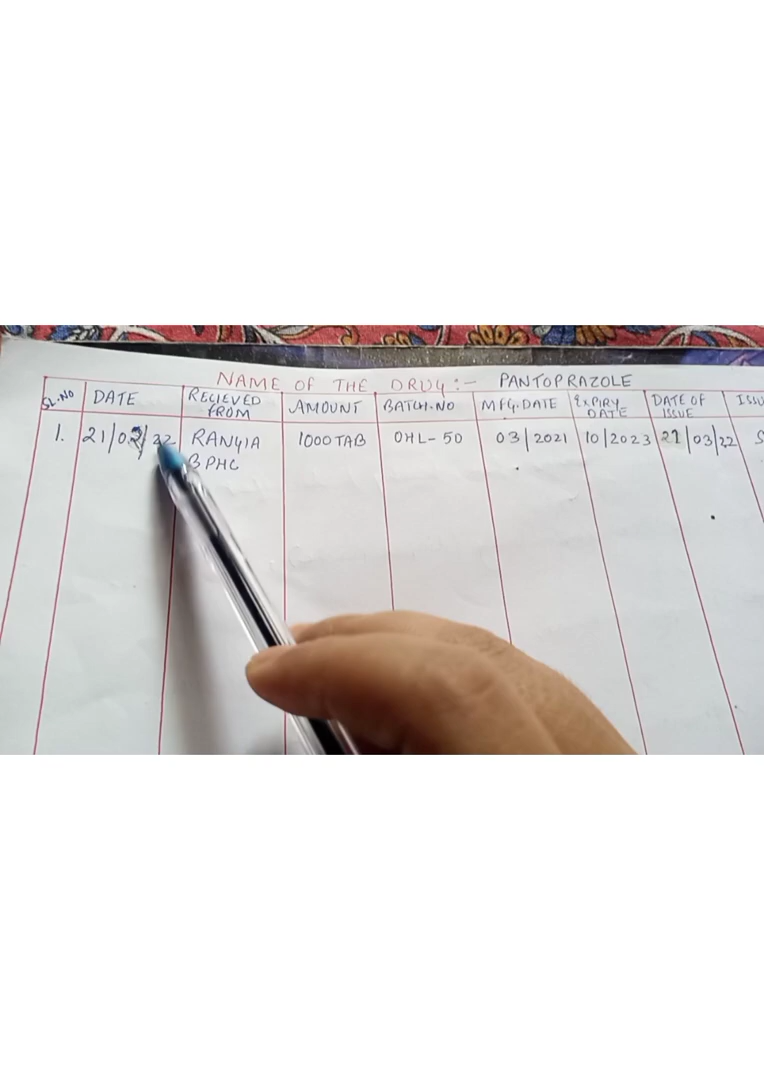 NAME OF THE DRUG :- PANTOPRAZOLE
SL.NO DATE RECIEVED FROM AMOUNT BATCH.NO MFG.DATE EXPIRY DATE DATE OF ISSUE ISSU
1. 21/02/22 RANGIA BPHC 1000 TAB OHL-50 03/2021 10/2023 21/03/22 S